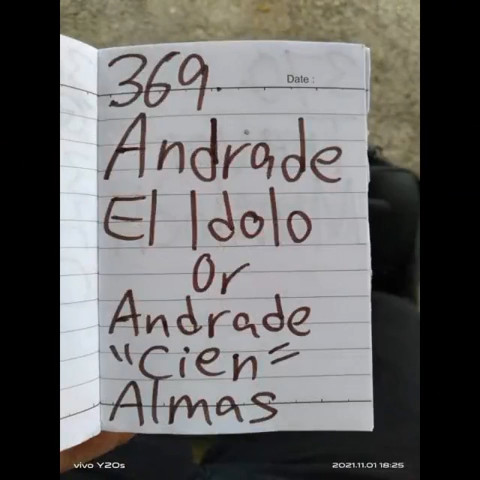 369.
Date :
Andrade
El Idolo
Or
Andrade
"Cien"
Almas
vivo Y20s
2021.11.01 18:25